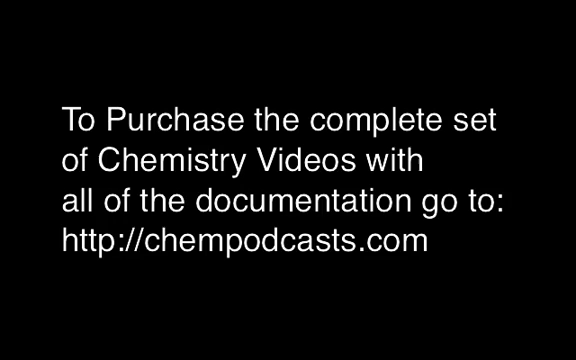 To Purchase the complete set
of Chemistry Videos with
all of the documentation go to:
http://chempodcasts.com